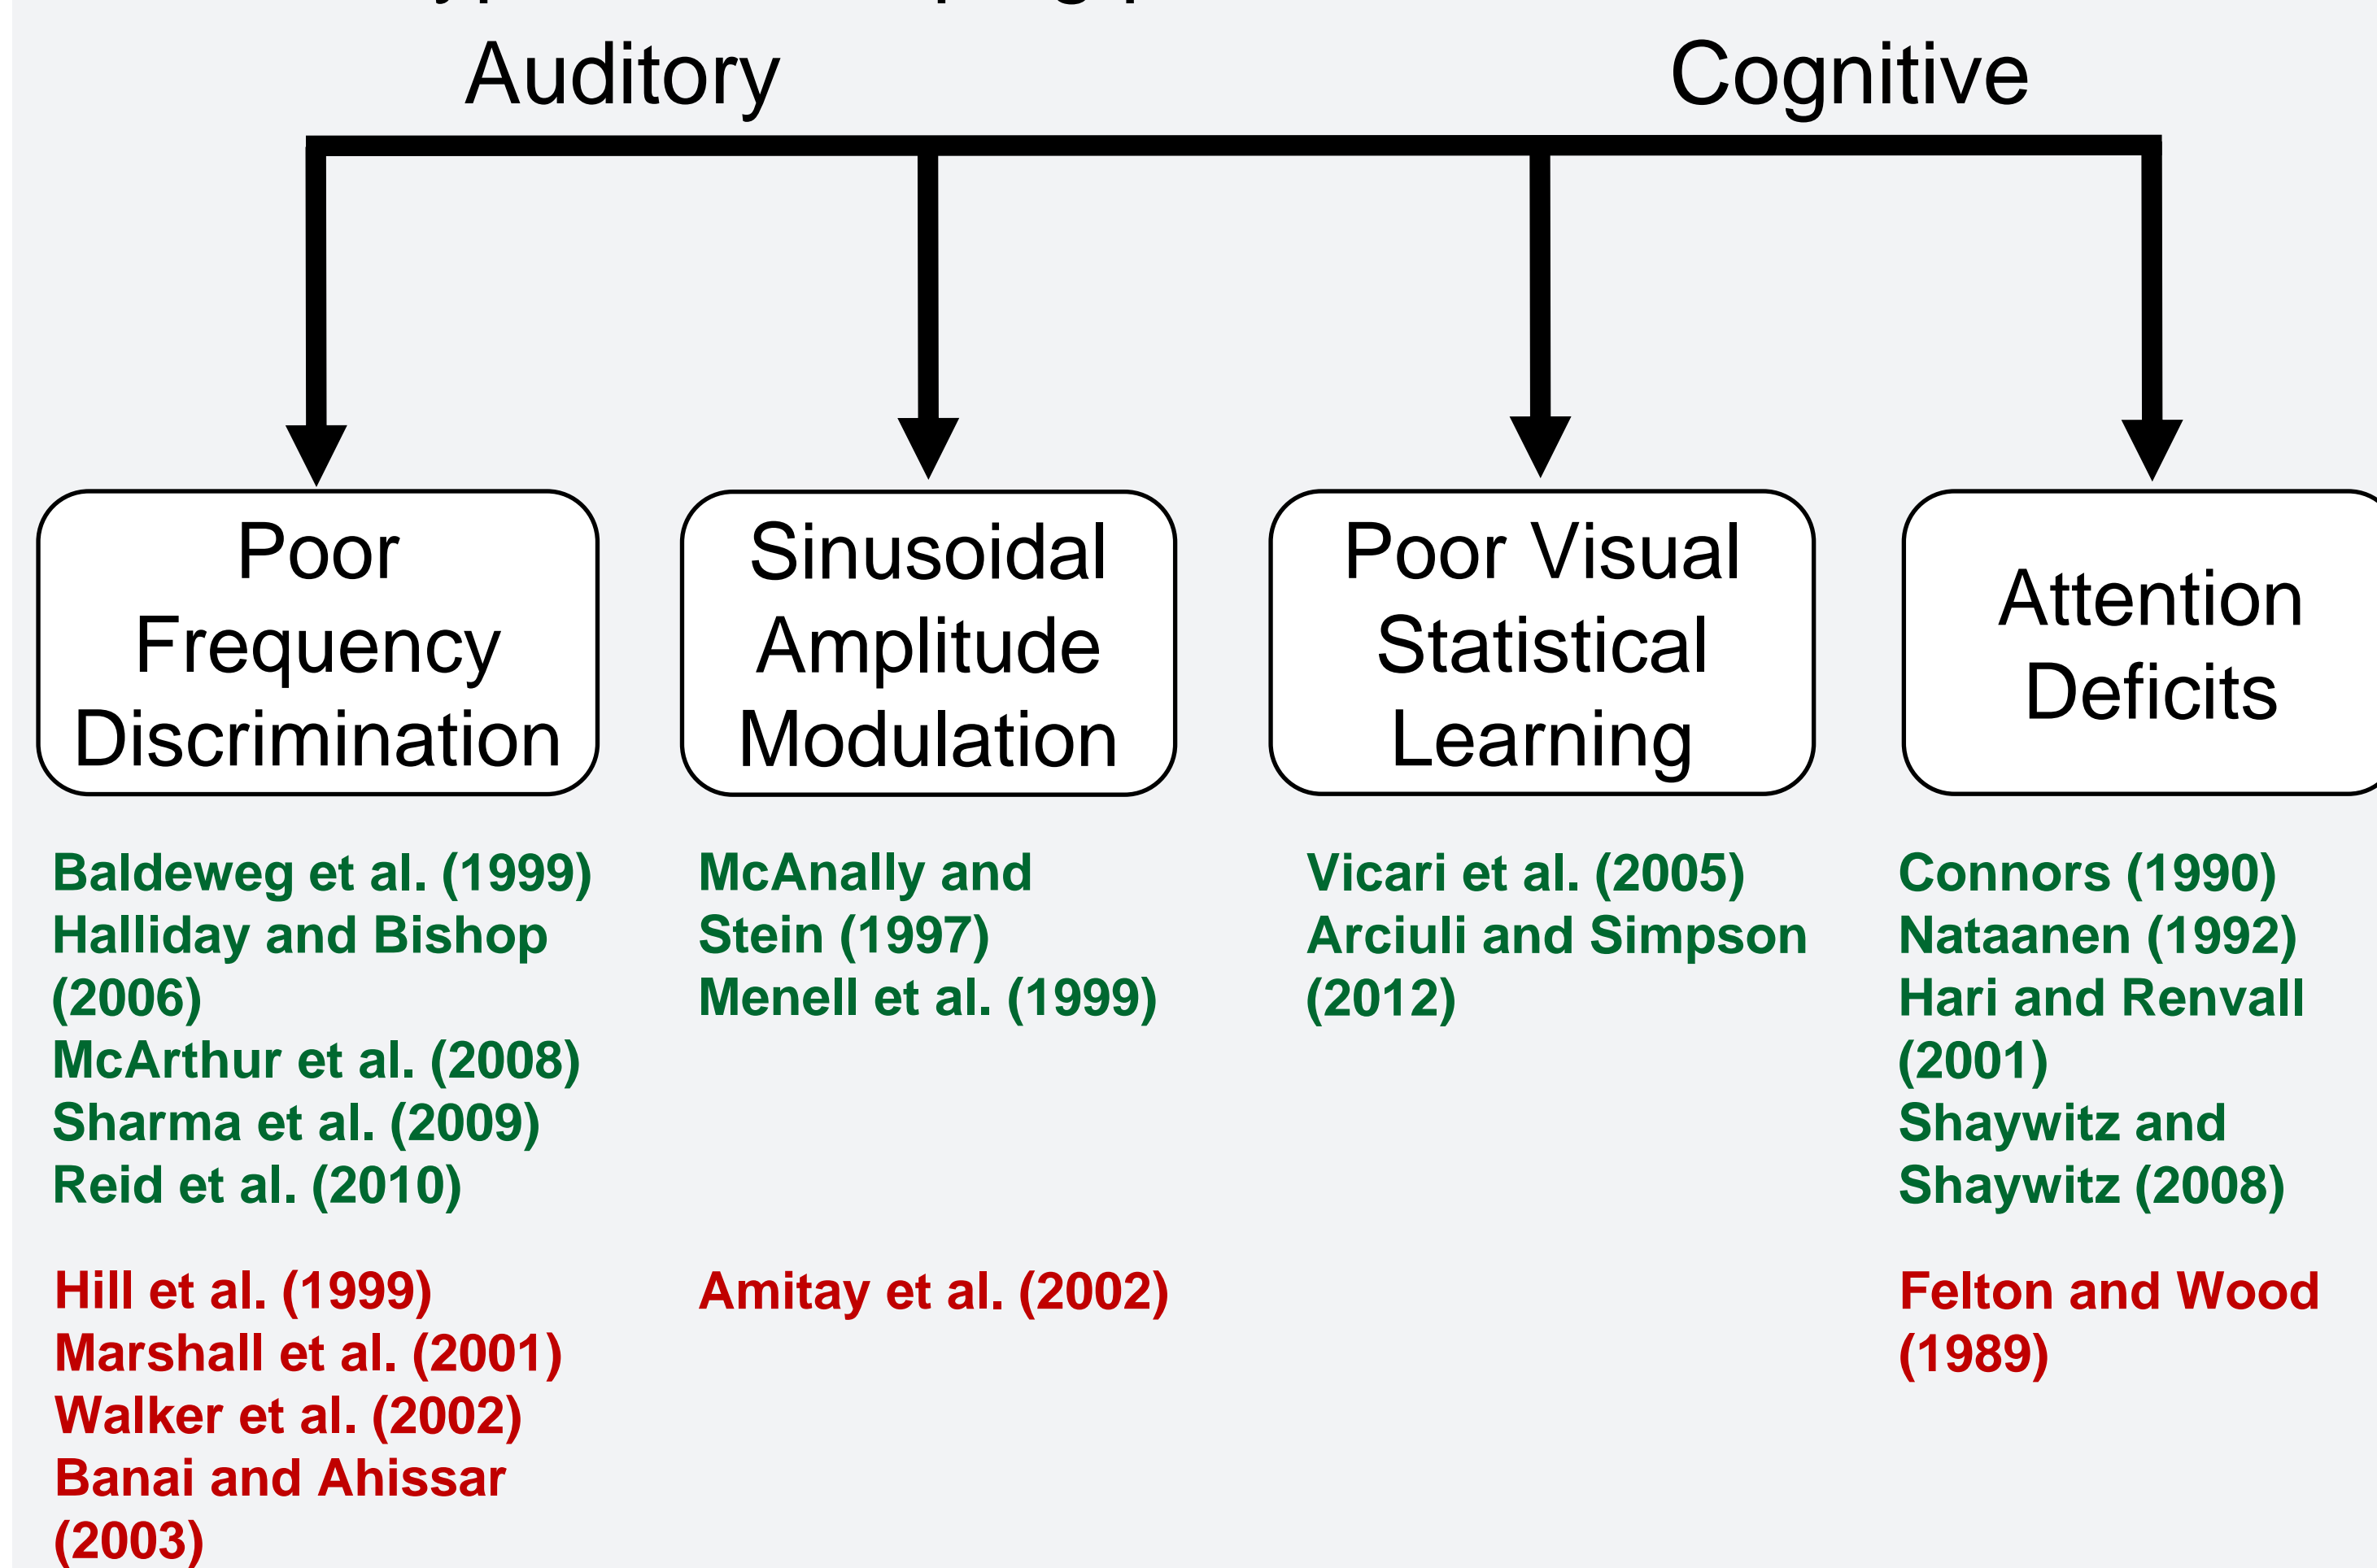 Auditory
Cognitive
Poor
Frequency
Discrimination
Sinusoidal
Amplitude
Modulation
Poor Visual
Statistical
Learning
Attention
Deficits
Baldeweg et al. (1999)
Halliday and Bishop
(2006)
McArthur et al. (2008)
Sharma et al. (2009)
Reid et al. (2010)
Hill et al. (1999)
Marshall et al. (2001)
Walker et al. (2002)
Banai and Ahissar
(2003)
McAnally and
Stein (1997)
Menell et al. (1999)
Amitay et al. (2002)
Vicari et al. (2005)
Arciuli and Simpson
(2012)
Connors (1990)
Nataanen (1992)
Hari and Renvall
(2001)
Shaywitz and
Shaywitz (2008)
Felton and Wood
(1989)